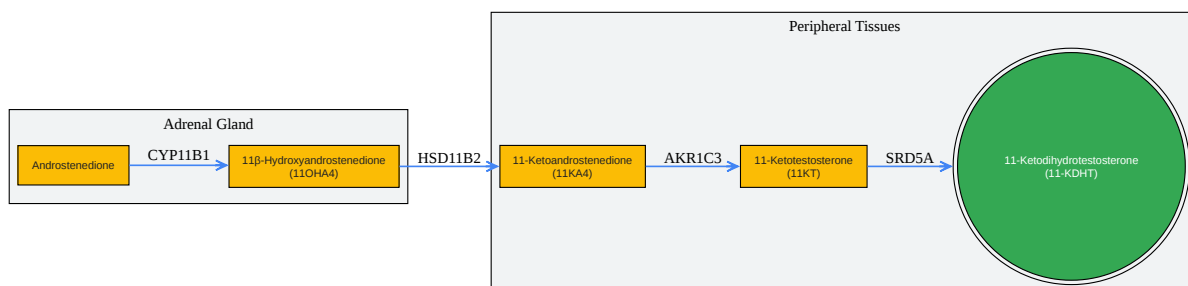 Peripheral Tissues
Adrenal Gland
Androstenedione
CYP11B1
11β-Hydroxyandrostenedione
(11OHA4)
HSD11B2
11-Ketoandrostenedione
(11KA4)
AKR1C3
11-Ketotestosterone
(11KT)
SRD5A
11-Ketodihydrotestosterone
(11-KDHT)